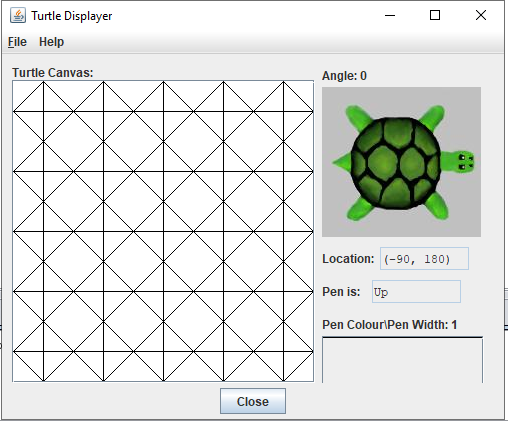 Turtle Displayer
File Help
Turtle Canvas:
Angle: 0
Location: (-90, 180)
Pen is: Up
Pen Colour\Pen Width: 1
Close